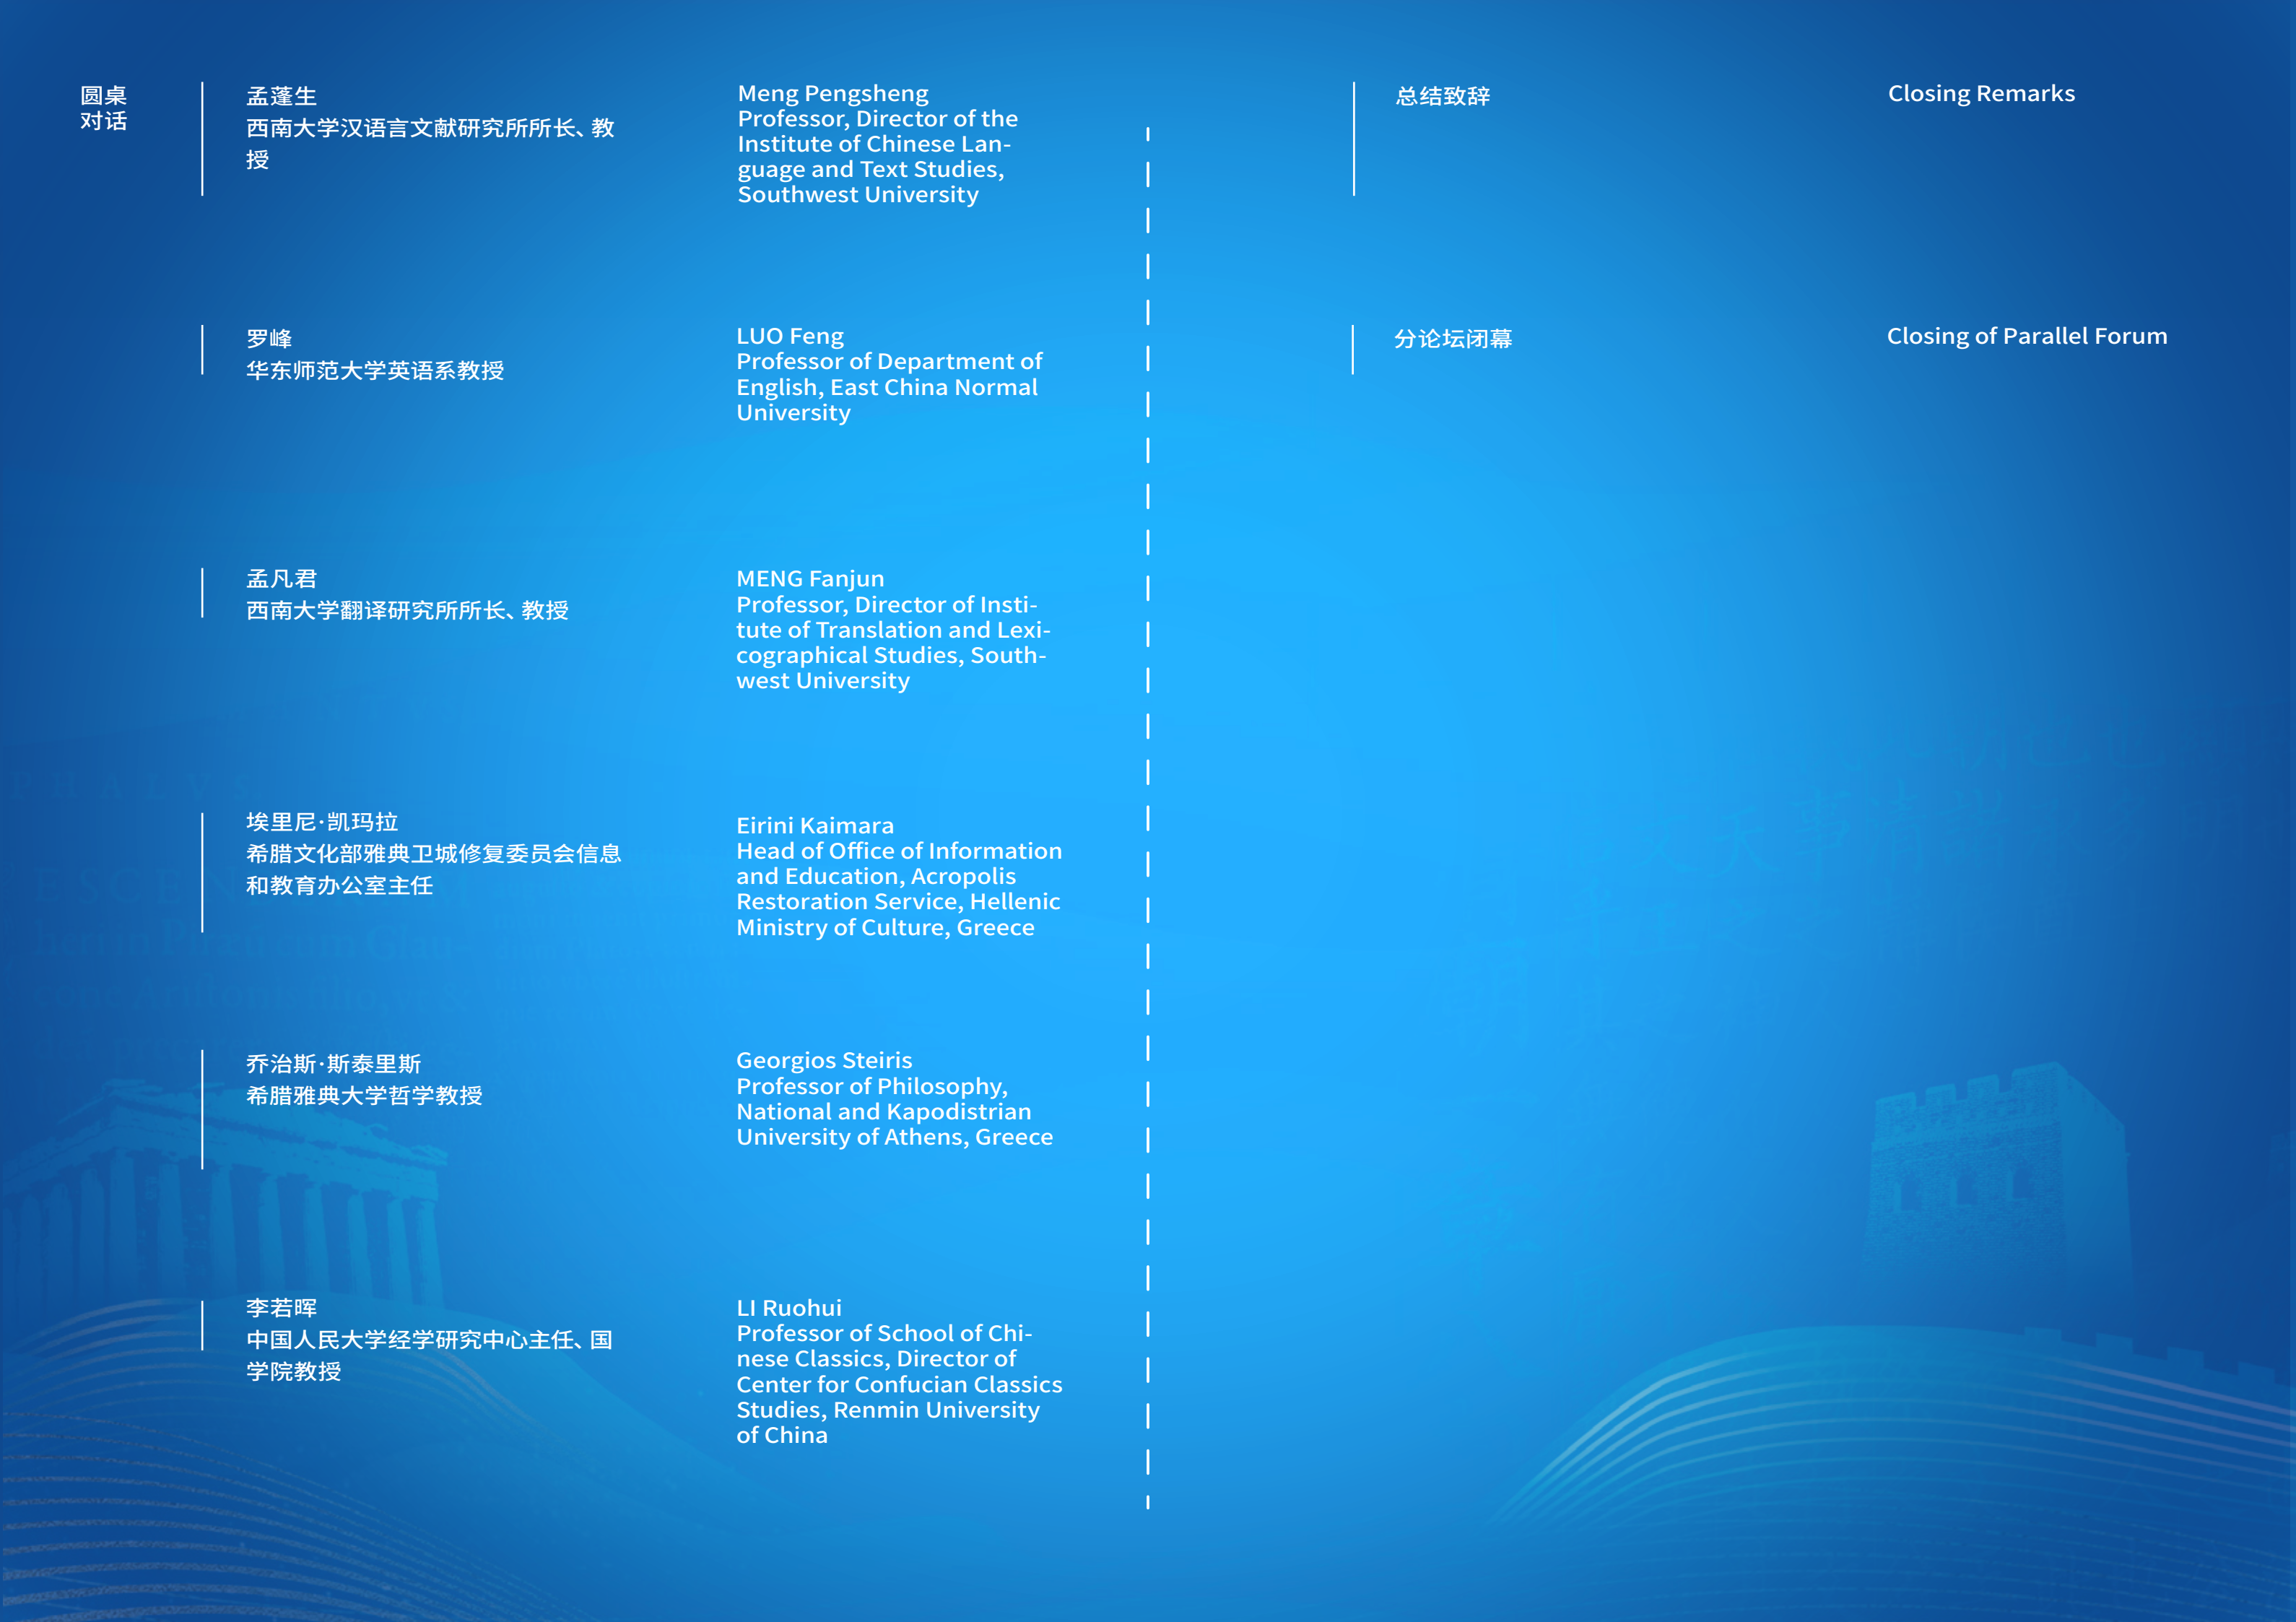 圆桌
对话
孟蓬生
西南大学汉语言文献研究所所长、教
授
Meng Pengsheng
Professor, Director of the
Institute of Chinese Lan-
guage and Text Studies,
Southwest University
罗峰
华东师范大学英语系教授
LUO Feng
Professor of Department of
English, East China Normal
University
孟凡君
西南大学翻译研究所所长、教授
MENG Fanjun
Professor, Director of Insti-
tute of Translation and Lexi-
cographical Studies, South-
west University
埃里尼·凯玛拉
希腊文化部雅典卫城修复委员会信息
和教育办公室主任
Eirini Kaimara
Head of Office of Information
and Education, Acropolis
Restoration Service, Hellenic
Ministry of Culture, Greece
乔治斯·斯泰里斯
希腊雅典大学哲学教授
Georgios Steiris
Professor of Philosophy,
National and Kapodistrian
University of Athens, Greece
李若晖
中国人民大学经学研究中心主任、国
学院教授
LI Ruohui
Professor of School of Chi-
nese Classics, Director of
Center for Confucian Classics
Studies, Renmin University
of China
总结致辞
Closing Remarks
分论坛闭幕
Closing of Parallel Forum